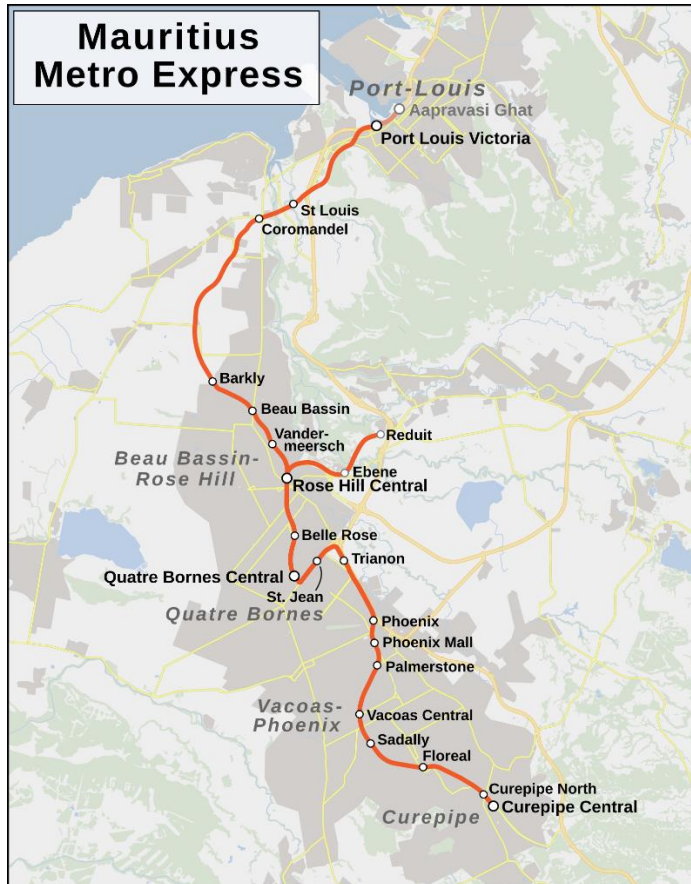 Mauritius
Metro Express
Port-Louis
Aapravasi Ghat
Port Louis Victoria
St Louis
Coromandel
Barkly
Beau Bassin
Vander-
meersch
Reduit
Beau Bassin-
Rose Hill
Ebene
Rose Hill Central
Belle Rose
Trianon
Quatre Bornes Central
St. Jean
Quatre Bornes
Phoenix
Phoenix Mall
Palmerstone
Vacoas-
Phoenix
Vacoas Central
Sadally
Floreal
Curepipe North
Curepipe Central
Curepipe